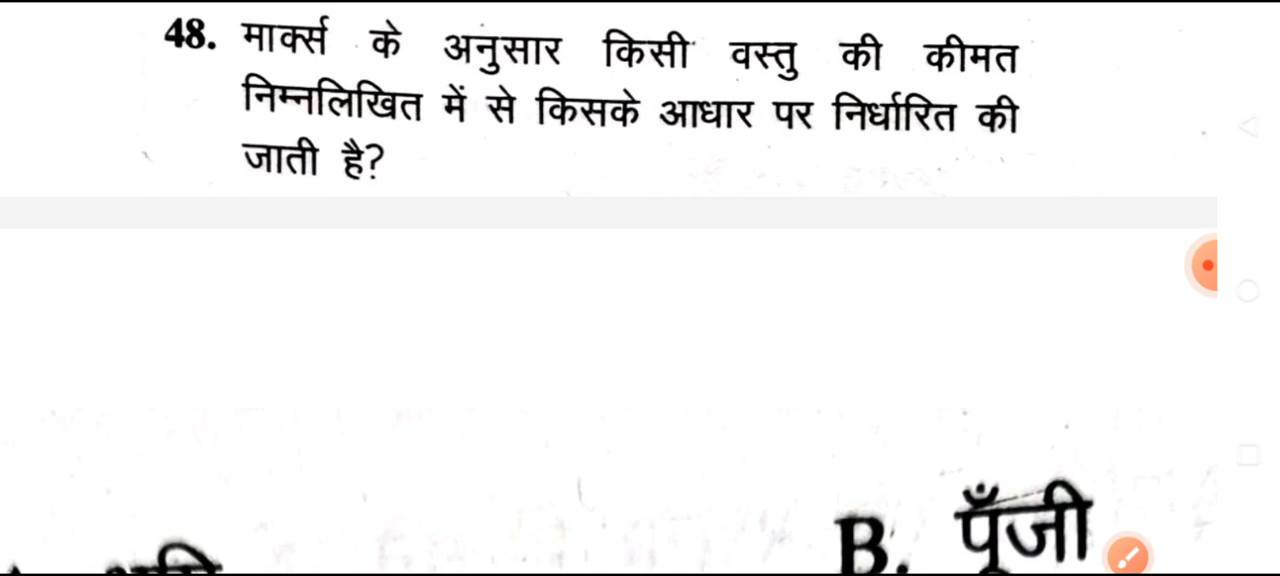 48. मार्क्स के अनुसार किसी वस्तु की कीमत
निम्नलिखित में से किसके आधार पर निर्धारित की
जाती है?
B. पूँजी